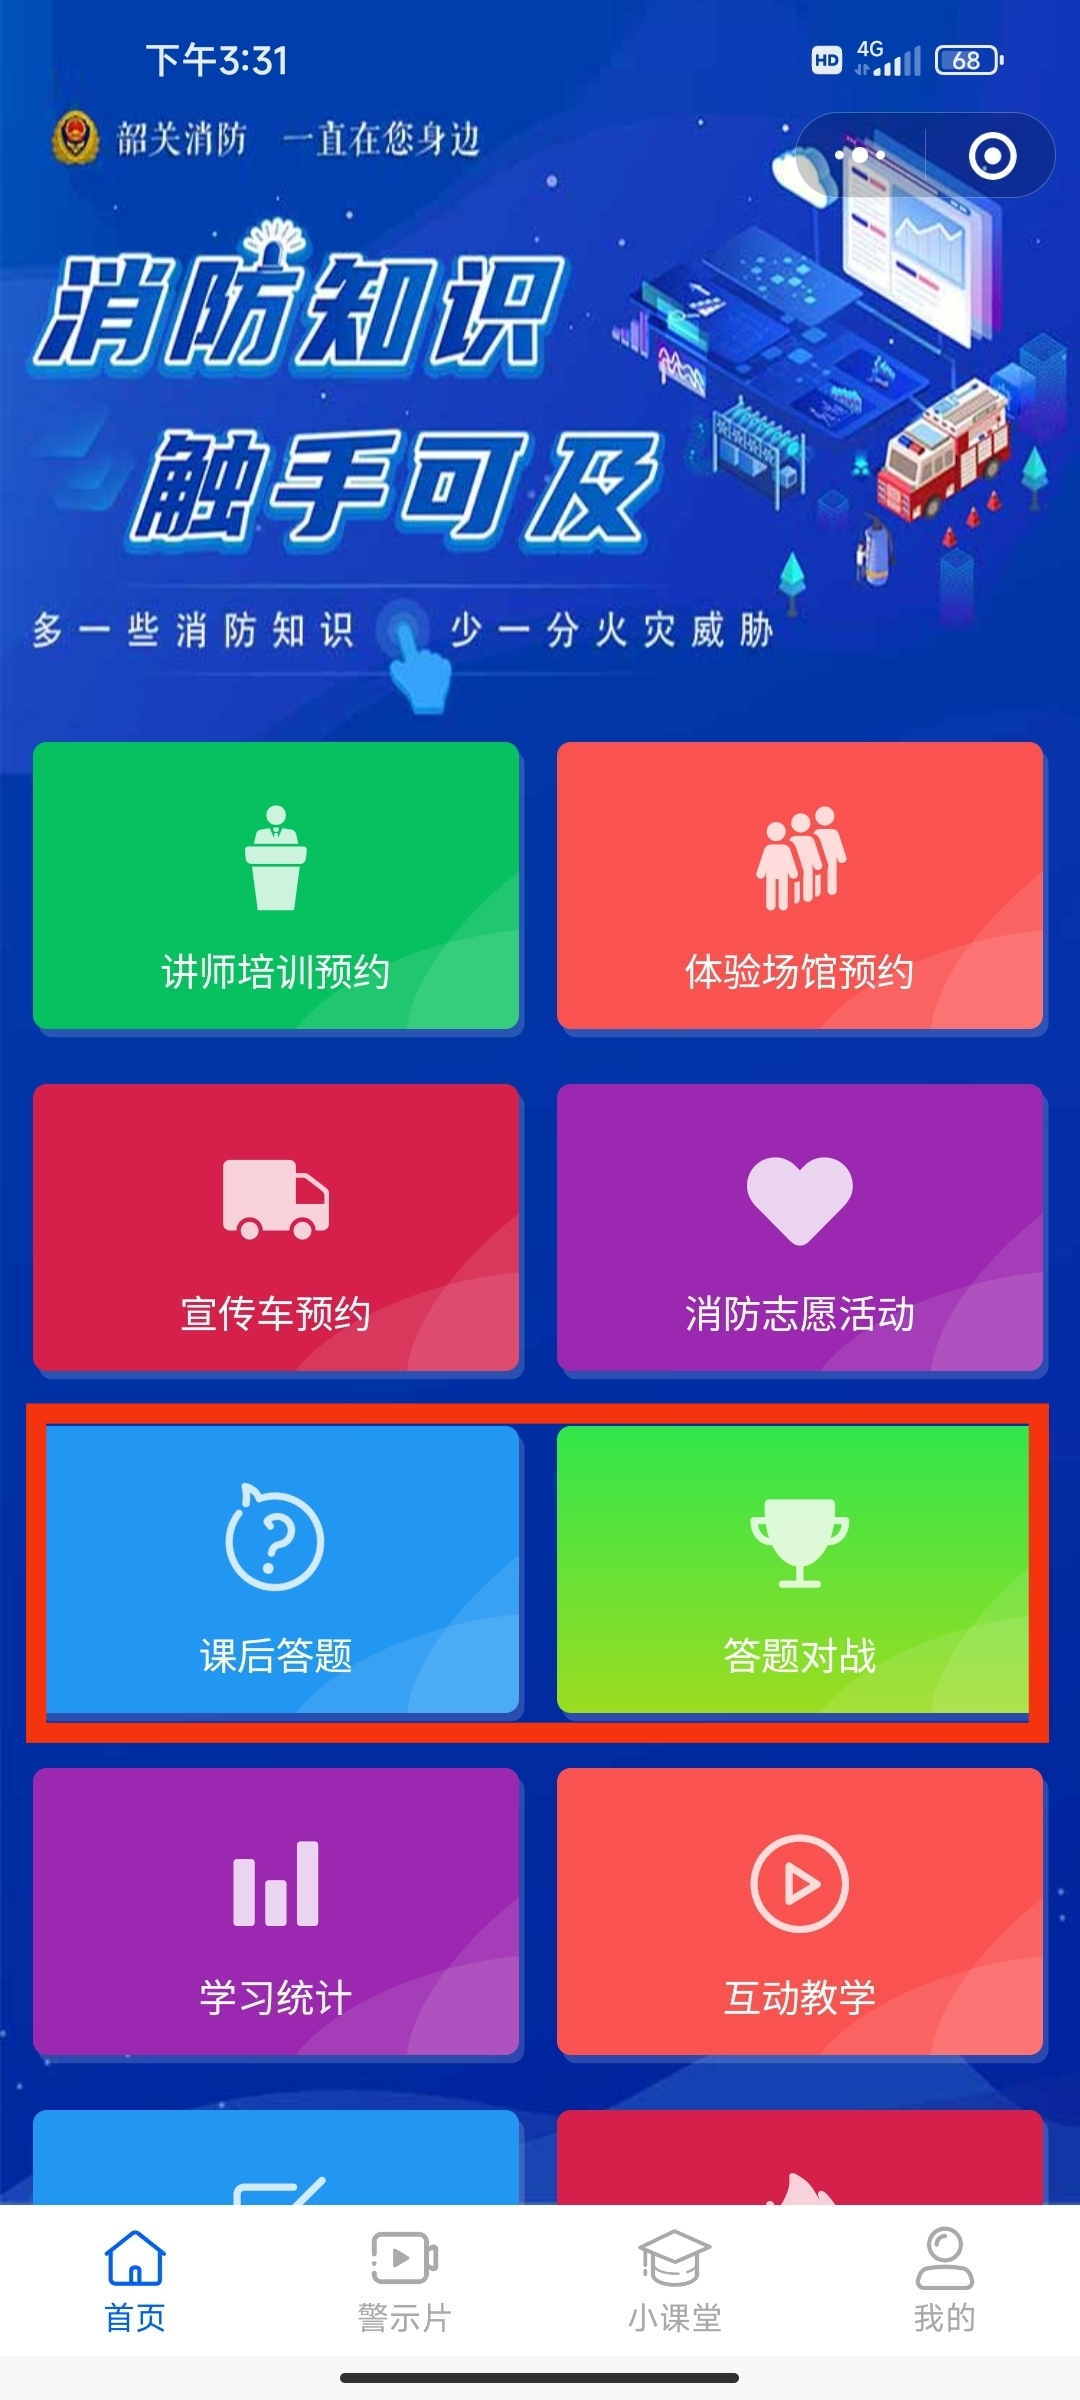 下午3:31
HD 4G 68
韶关消防 一直在您身边
消防知识
触手可及
多一些消防知识 少一分火灾威胁
讲师培训预约
体验场馆预约
宣传车预约
消防志愿活动
课后答题
答题对战
学习统计
互动教学
首页
警示片
小课堂
我的